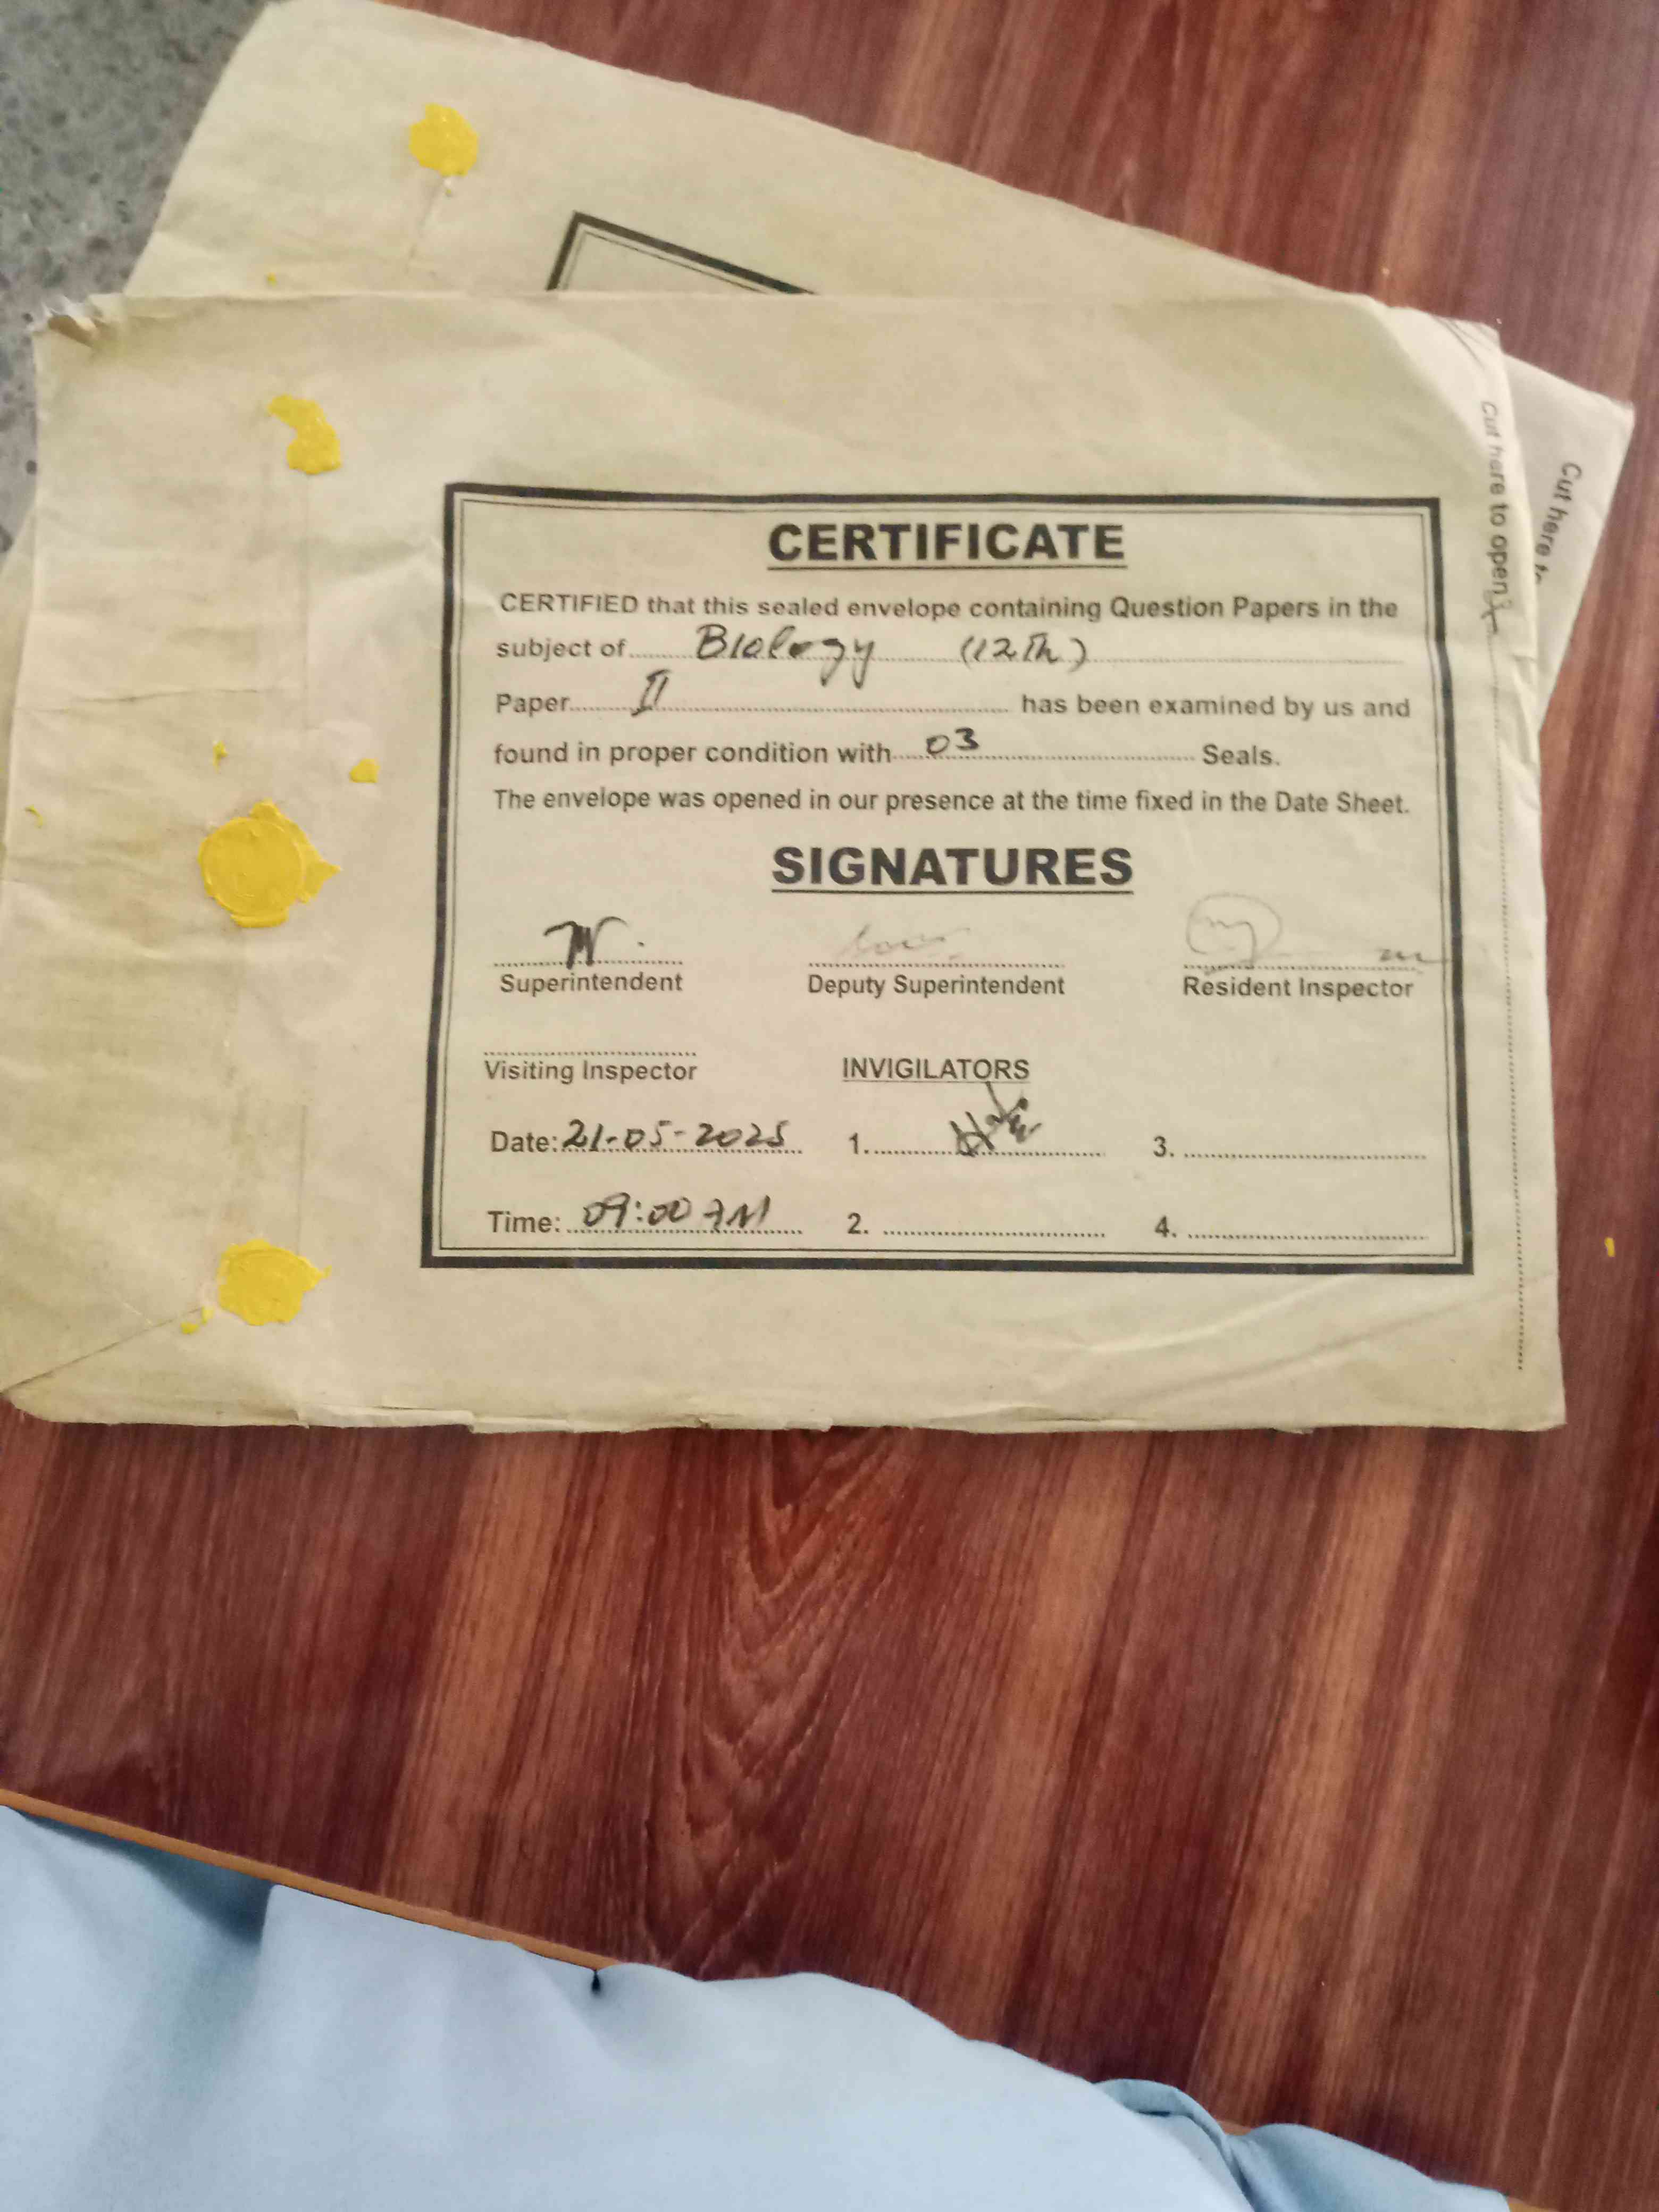 CERTIFICATE
CERTIFIED that this sealed envelope containing Question Papers in the
subject of Biology (12Th)
Paper II has been examined by us and
found in proper condition with 03 Seals.
The envelope was opened in our presence at the time fixed in the Date Sheet.
SIGNATURES
Superintendent Deputy Superintendent Resident Inspector
Visiting Inspector INVIGILATORS
Date: 21-05-2025 1. 3.
Time: 09:00 AM 2. 4.
Cut here to open
Cut here